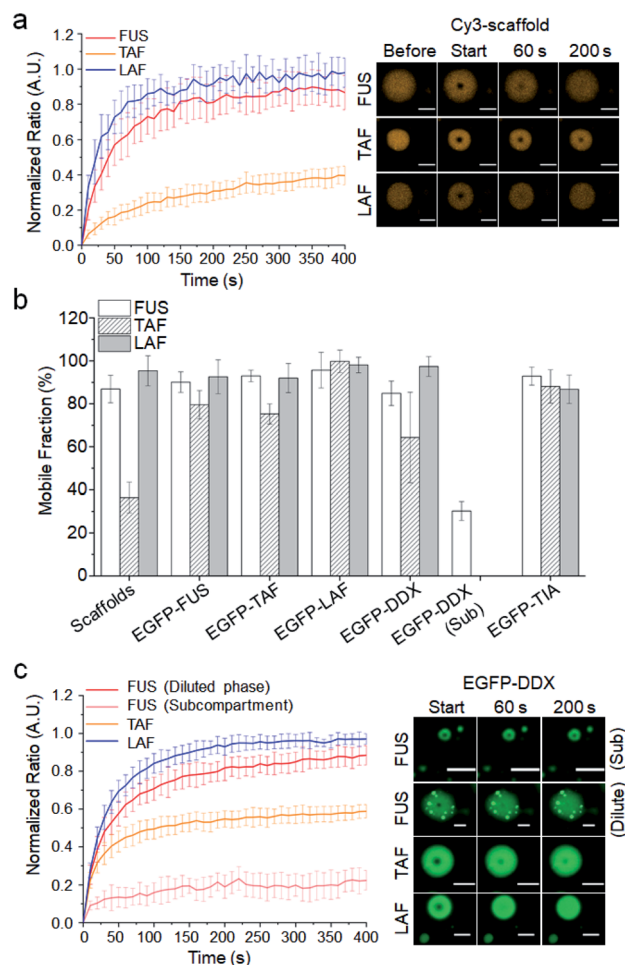 a
Normalized Ratio (A.U.)
1.2
1.0
0.8
0.6
0.4
0.2
0.0
FUS
TAF
LAF
0 50 100 150 200 250 300 350 400
Time (s)
Cy3-scaffold
Before Start 60 s 200 s
FUS
TAF
LAF
b
FUS
TAF
LAF
Mobile Fraction (%)
120
100
80
60
40
20
0
Scaffolds
EGFP-FUS
EGFP-TAF
EGFP-LAF
EGFP-DDX
EGFP-DDX
(Sub)
EGFP-TIA
c
Normalized Ratio (A.U.)
1.2
1.0
0.8
0.6
0.4
0.2
0.0
FUS (Diluted phase)
FUS (Subcompartment)
TAF
LAF
0 50 100 150 200 250 300 350 400
Time (s)
EGFP-DDX
Start 60 s 200 s
FUS
(Sub)
FUS
(Dilute)
TAF
LAF